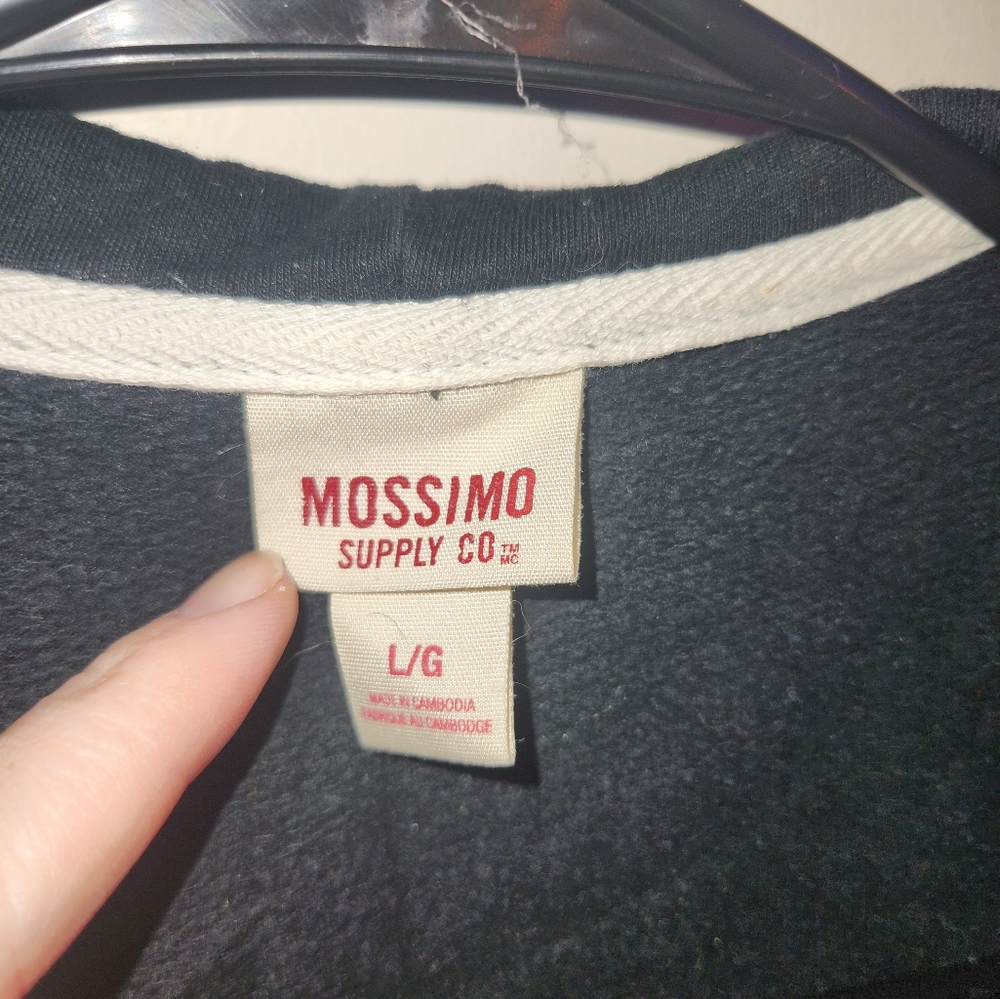 MOSSIMO
SUPPLY CO TM MC
L/G
MADE IN CAMBODIA
FABRIQUÉ AU CAMBODGE